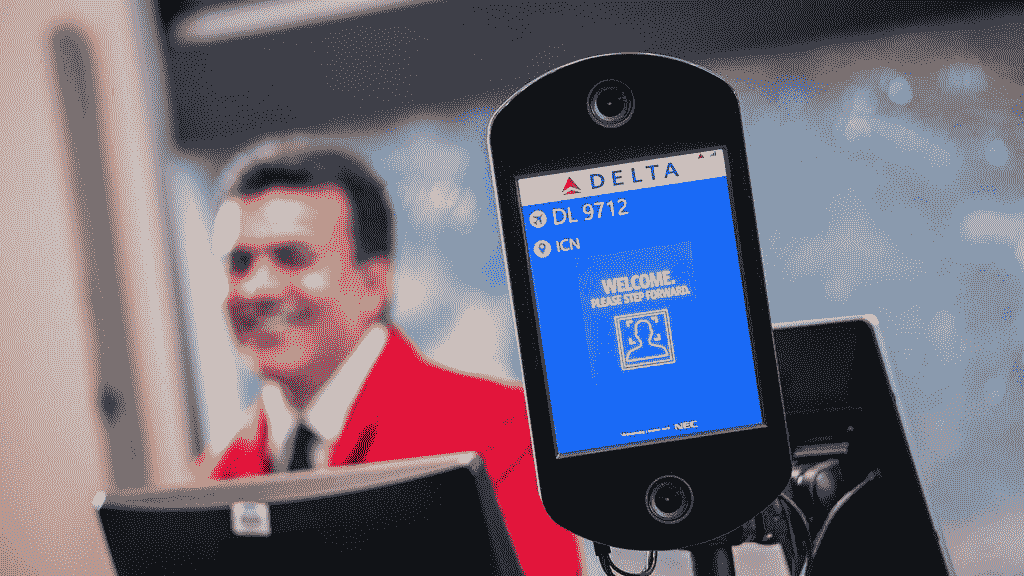 DELTA
DL 9712
ICN
WELCOME.
PLEASE STEP FORWARD.
NEC